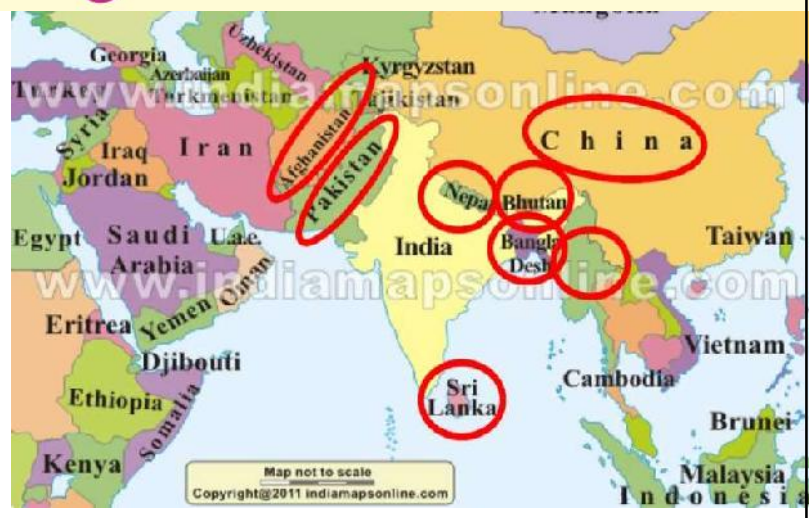 Mongolia
Georgia
Uzbekistan
Kyrgyzstan
Azerbaijan
Turkey
Turkmenistan
Tajikistan
www.indiamapsonline.com
Syria
Iraq
Iran
Afghanistan
Pakistan
China
Jordan
Nepal
Bhutan
Egypt
Saudi
Arabia
U.a.e.
India
Bangla
Desh
Taiwan
Oman
www.indiamapsonline.com
Eritrea
Yemen
Djibouti
Vietnam
Ethiopia
Somalia
Sri
Lanka
Cambodia
Brunei
Kenya
Malaysia
Indonesia
Map not to scale
Copyright@2011 indiamapsonline.com